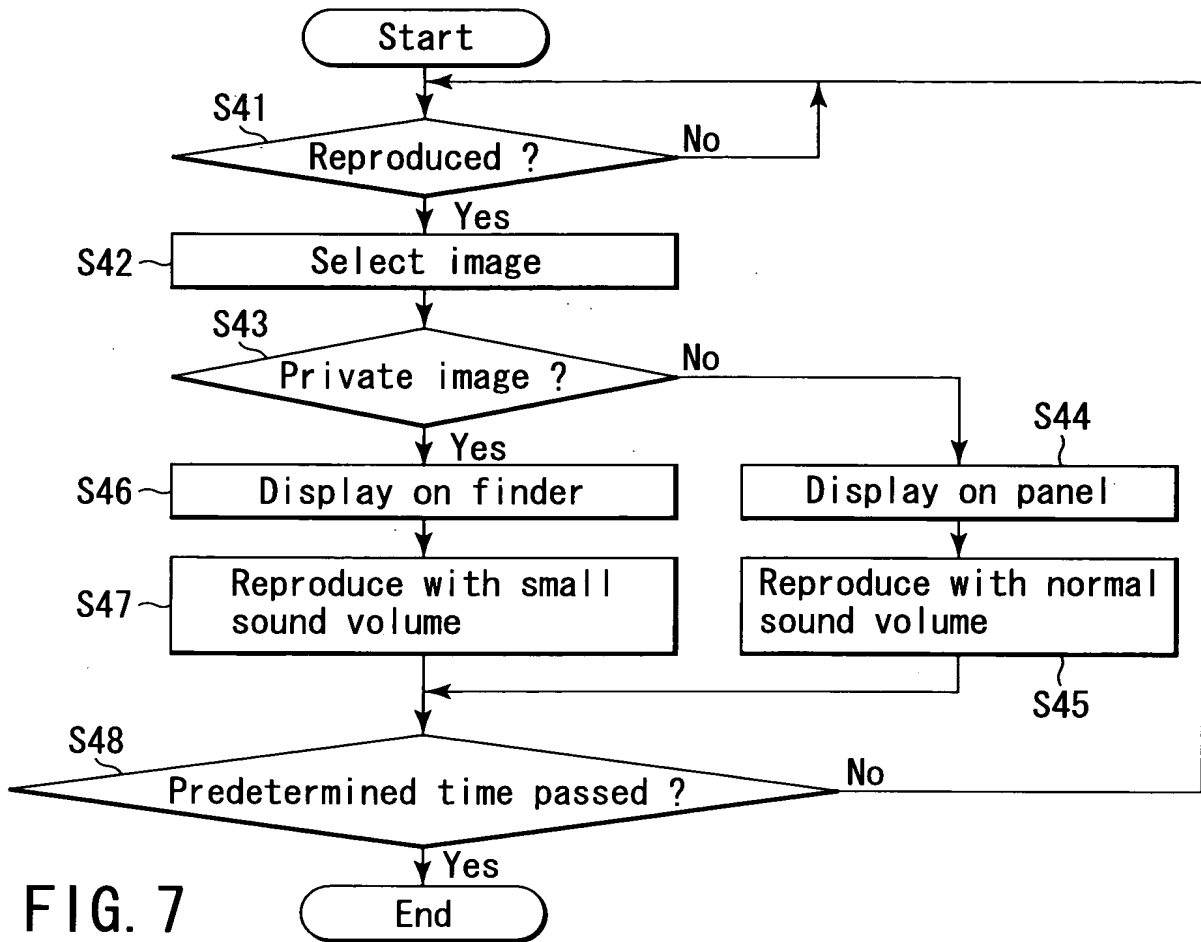 Start
S41
Reproduced ?
No
Yes
S42
Select image
S43
Private image ?
No
Yes
S44
S46
Display on finder
Display on panel
S47
Reproduce with small
sound volume
Reproduce with normal
sound volume
S45
S48
Predetermined time passed ?
No
Yes
End
FIG. 7